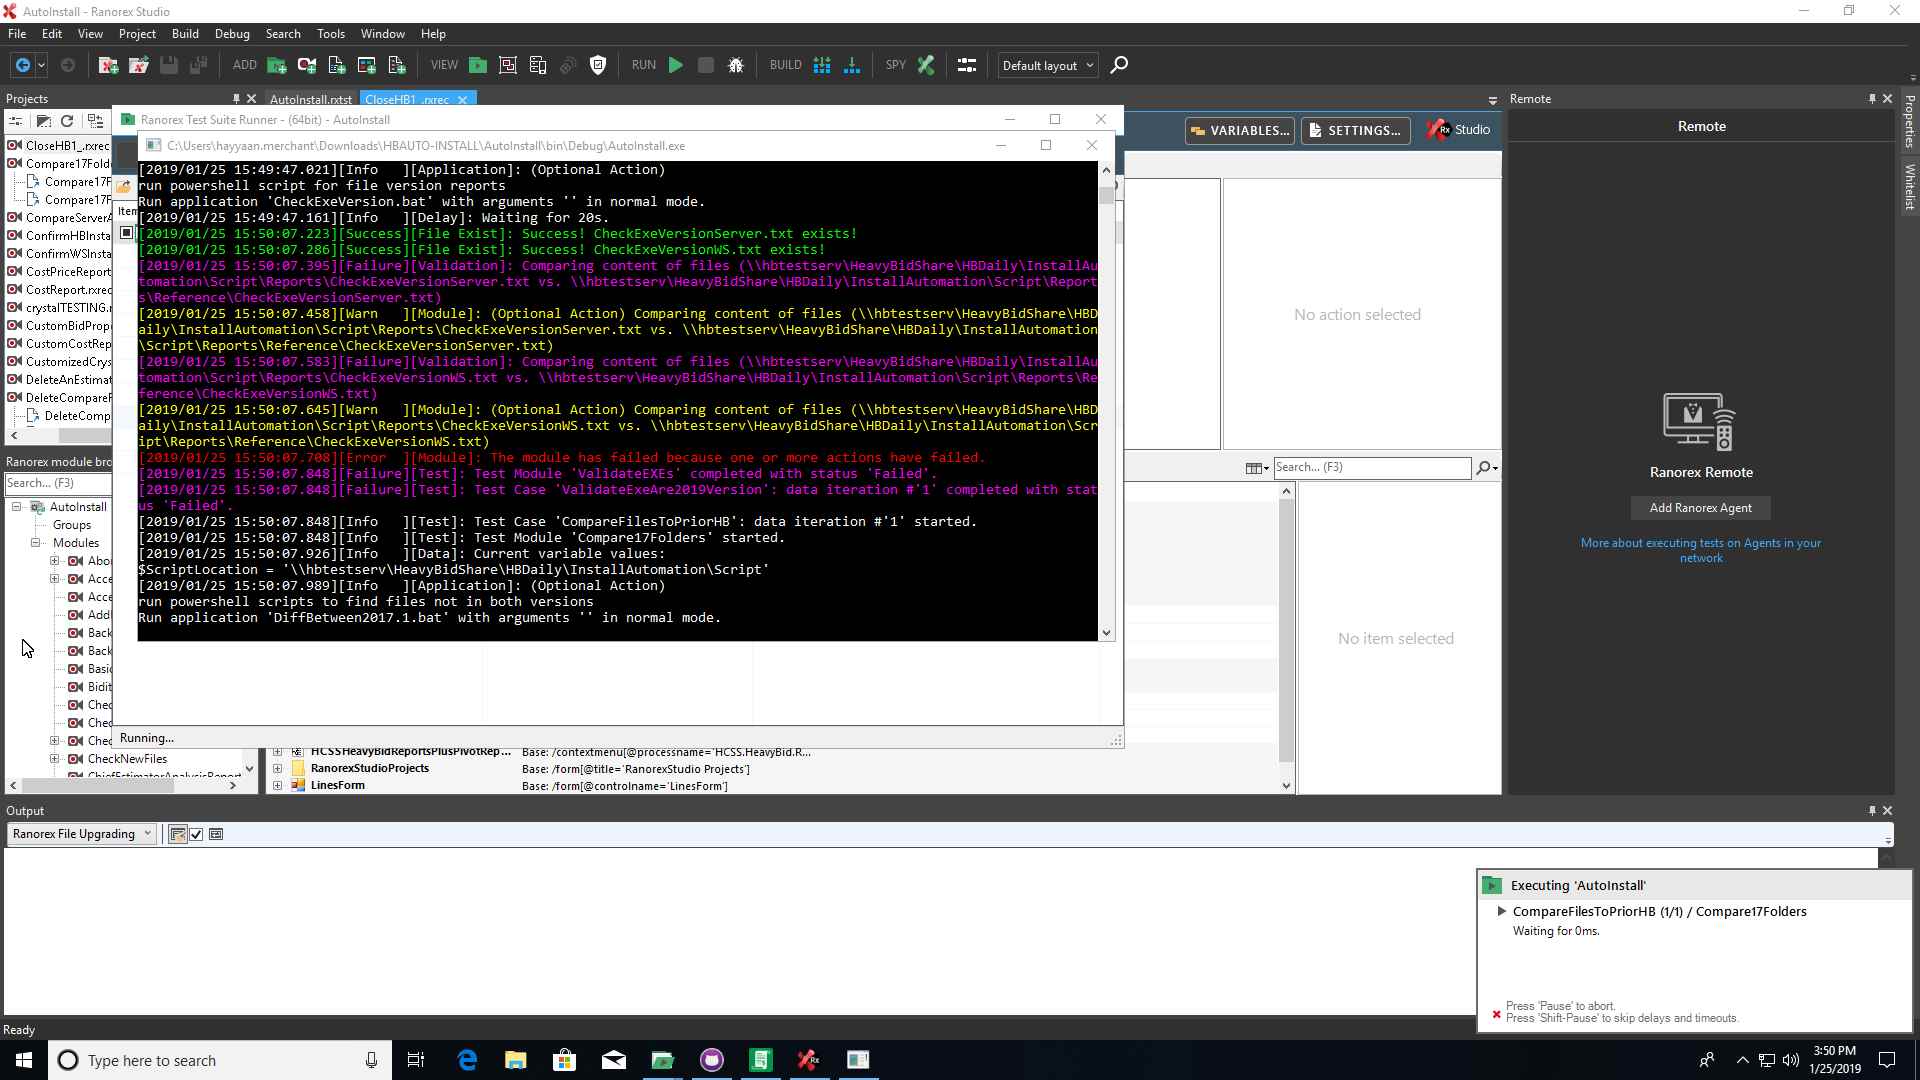 AutoInstall - Ranorex Studio
File Edit View Project Build Debug Search Tools Window Help
ADD VIEW RUN BUILD SPY Default layout
Projects AutoInstall.rxtst CloseHB1_.rxrec Remote
Ranorex Test Suite Runner - (64bit) - AutoInstall
VARIABLES... SETTINGS... Rx Studio
Remote
C:\Users\hayyaan.merchant\Downloads\HBAUTO-INSTALL\AutoInstall\bin\Debug\AutoInstall.exe
CloseHB1_.rxrec
Compare17Fold
Compare17F
Compare17F
CompareServerA
ConfirmHBInsta
ConfirmWSInsta
CostPriceReport
CostReport.rxrec
crystalTESTING.r
CustomBidPropo
CustomCostRep
CustomizedCrys
DeleteAnEstimat
DeleteCompareF
DeleteComp
Item
[2019/01/25 15:49:47.021][Info   ][Application]: (Optional Action)
run powershell script for file version reports
Run application 'CheckExeVersion.bat' with arguments '' in normal mode.
[2019/01/25 15:49:47.161][Info   ][Delay]: Waiting for 20s.
[2019/01/25 15:50:07.223][Success][File Exist]: Success! CheckExeVersionServer.txt exists!
[2019/01/25 15:50:07.286][Success][File Exist]: Success! CheckExeVersionWS.txt exists!
[2019/01/25 15:50:07.395][Failure][Validation]: Comparing content of files (\\hbtestserv\HeavyBidShare\HBDaily\InstallAu
tomation\Script\Reports\CheckExeVersionServer.txt vs. \\hbtestserv\HeavyBidShare\HBDaily\InstallAutomation\Script\Report
s\Reference\CheckExeVersionServer.txt)
[2019/01/25 15:50:07.458][Warn   ][Module]: (Optional Action) Comparing content of files (\\hbtestserv\HeavyBidShare\HBD
aily\InstallAutomation\Script\Reports\CheckExeVersionServer.txt vs. \\hbtestserv\HeavyBidShare\HBDaily\InstallAutomation
\Script\Reports\Reference\CheckExeVersionServer.txt)
[2019/01/25 15:50:07.583][Failure][Validation]: Comparing content of files (\\hbtestserv\HeavyBidShare\HBDaily\InstallAu
tomation\Script\Reports\CheckExeVersionWS.txt vs. \\hbtestserv\HeavyBidShare\HBDaily\InstallAutomation\Script\Reports\Re
ference\CheckExeVersionWS.txt)
[2019/01/25 15:50:07.645][Warn   ][Module]: (Optional Action) Comparing content of files (\\hbtestserv\HeavyBidShare\HBD
aily\InstallAutomation\Script\Reports\CheckExeVersionWS.txt vs. \\hbtestserv\HeavyBidShare\HBDaily\InstallAutomation\Scr
ipt\Reports\Reference\CheckExeVersionWS.txt)
[2019/01/25 15:50:07.708][Error  ][Module]: The module has failed because one or more actions have failed.
[2019/01/25 15:50:07.848][Failure][Test]: Test Module 'ValidateEXEs' completed with status 'Failed'.
[2019/01/25 15:50:07.848][Failure][Test]: Test Case 'ValidateExeAre2019Version': data iteration #'1' completed with stat
us 'Failed'.
[2019/01/25 15:50:07.848][Info   ][Test]: Test Case 'CompareFilesToPriorHB': data iteration #'1' started.
[2019/01/25 15:50:07.848][Info   ][Test]: Test Module 'Compare17Folders' started.
[2019/01/25 15:50:07.926][Info   ][Data]: Current variable values:
$ScriptLocation = '\\hbtestserv\HeavyBidShare\HBDaily\InstallAutomation\Script'
[2019/01/25 15:50:07.989][Info   ][Application]: (Optional Action)
run powershell scripts to find files not in both versions
Run application 'DiffBetween2017.1.bat' with arguments '' in normal mode.
Running...
No action selected
Search... (F3)
No item selected
Ranorex Remote
Add Ranorex Agent
More about executing tests on Agents in your
network
Properties
Whitelist
Ranorex module bro
Search... (F3)
AutoInstall
Groups
Modules
Abor
Acce
Acce
Addl
Back
Back
Basic
Bidit
Chec
Chec
Chec
CheckNewFiles
ChiefEstimatorAnalysisReport
HCSSHeavyBidReportsPlusPivotRep... Base: /contextmenu[@processname='HCSS.HeavyBid.R...
RanorexStudioProjects Base: /form[@title='RanorexStudio Projects']
LinesForm Base: /form[@controlname='LinesForm']
Output
Ranorex File Upgrading
Executing 'AutoInstall'
CompareFilesToPriorHB (1/1) / Compare17Folders
Waiting for 0ms.
Press 'Pause' to abort.
Press 'Shift-Pause' to skip delays and timeouts.
Ready
Type here to search
3:50 PM
1/25/2019